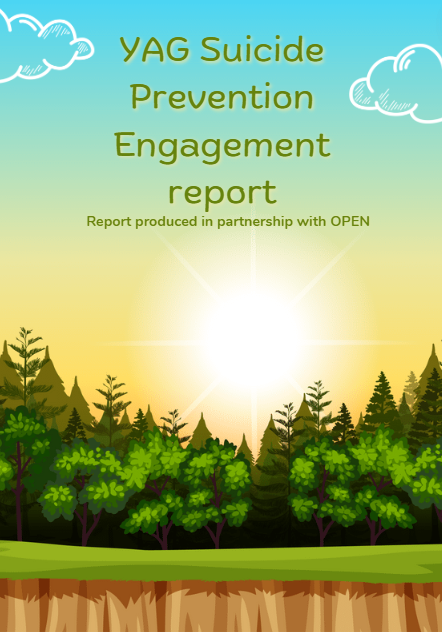 YAG Suicide
Prevention
Engagement
report
Report produced in partnership with OPEN